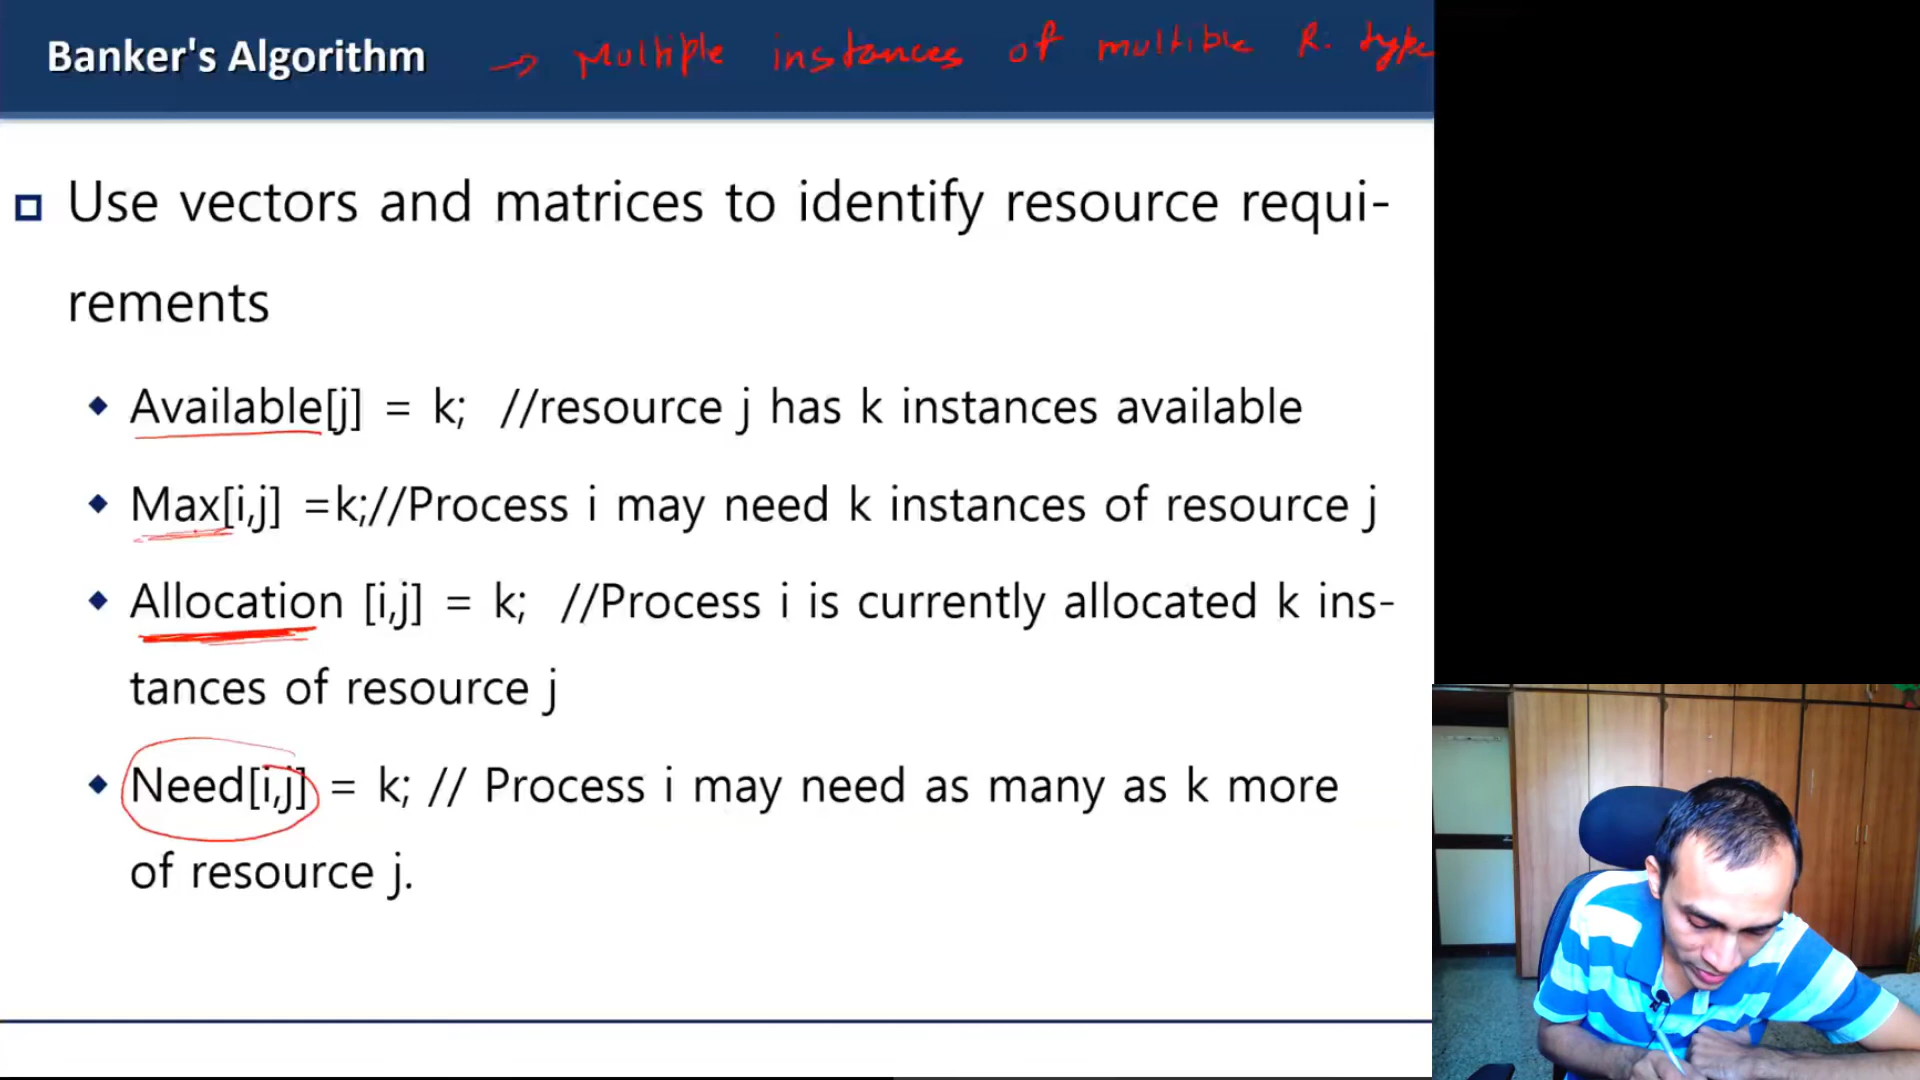 Banker's Algorithm → Multiple instances of multible R. type
Use vectors and matrices to identify resource requi-
rements
Available[j] = k; //resource j has k instances available
Max[i,j] =k;//Process i may need k instances of resource j
Allocation [i,j] = k; //Process i is currently allocated k ins-
tances of resource j
Need[i,j] = k; // Process i may need as many as k more
of resource j.